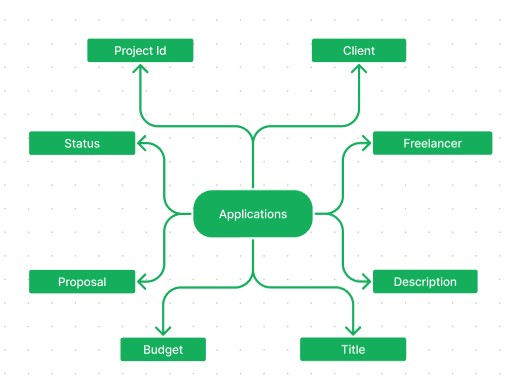 Project Id
Client
Status
Freelancer
Applications
Proposal
Description
Budget
Title